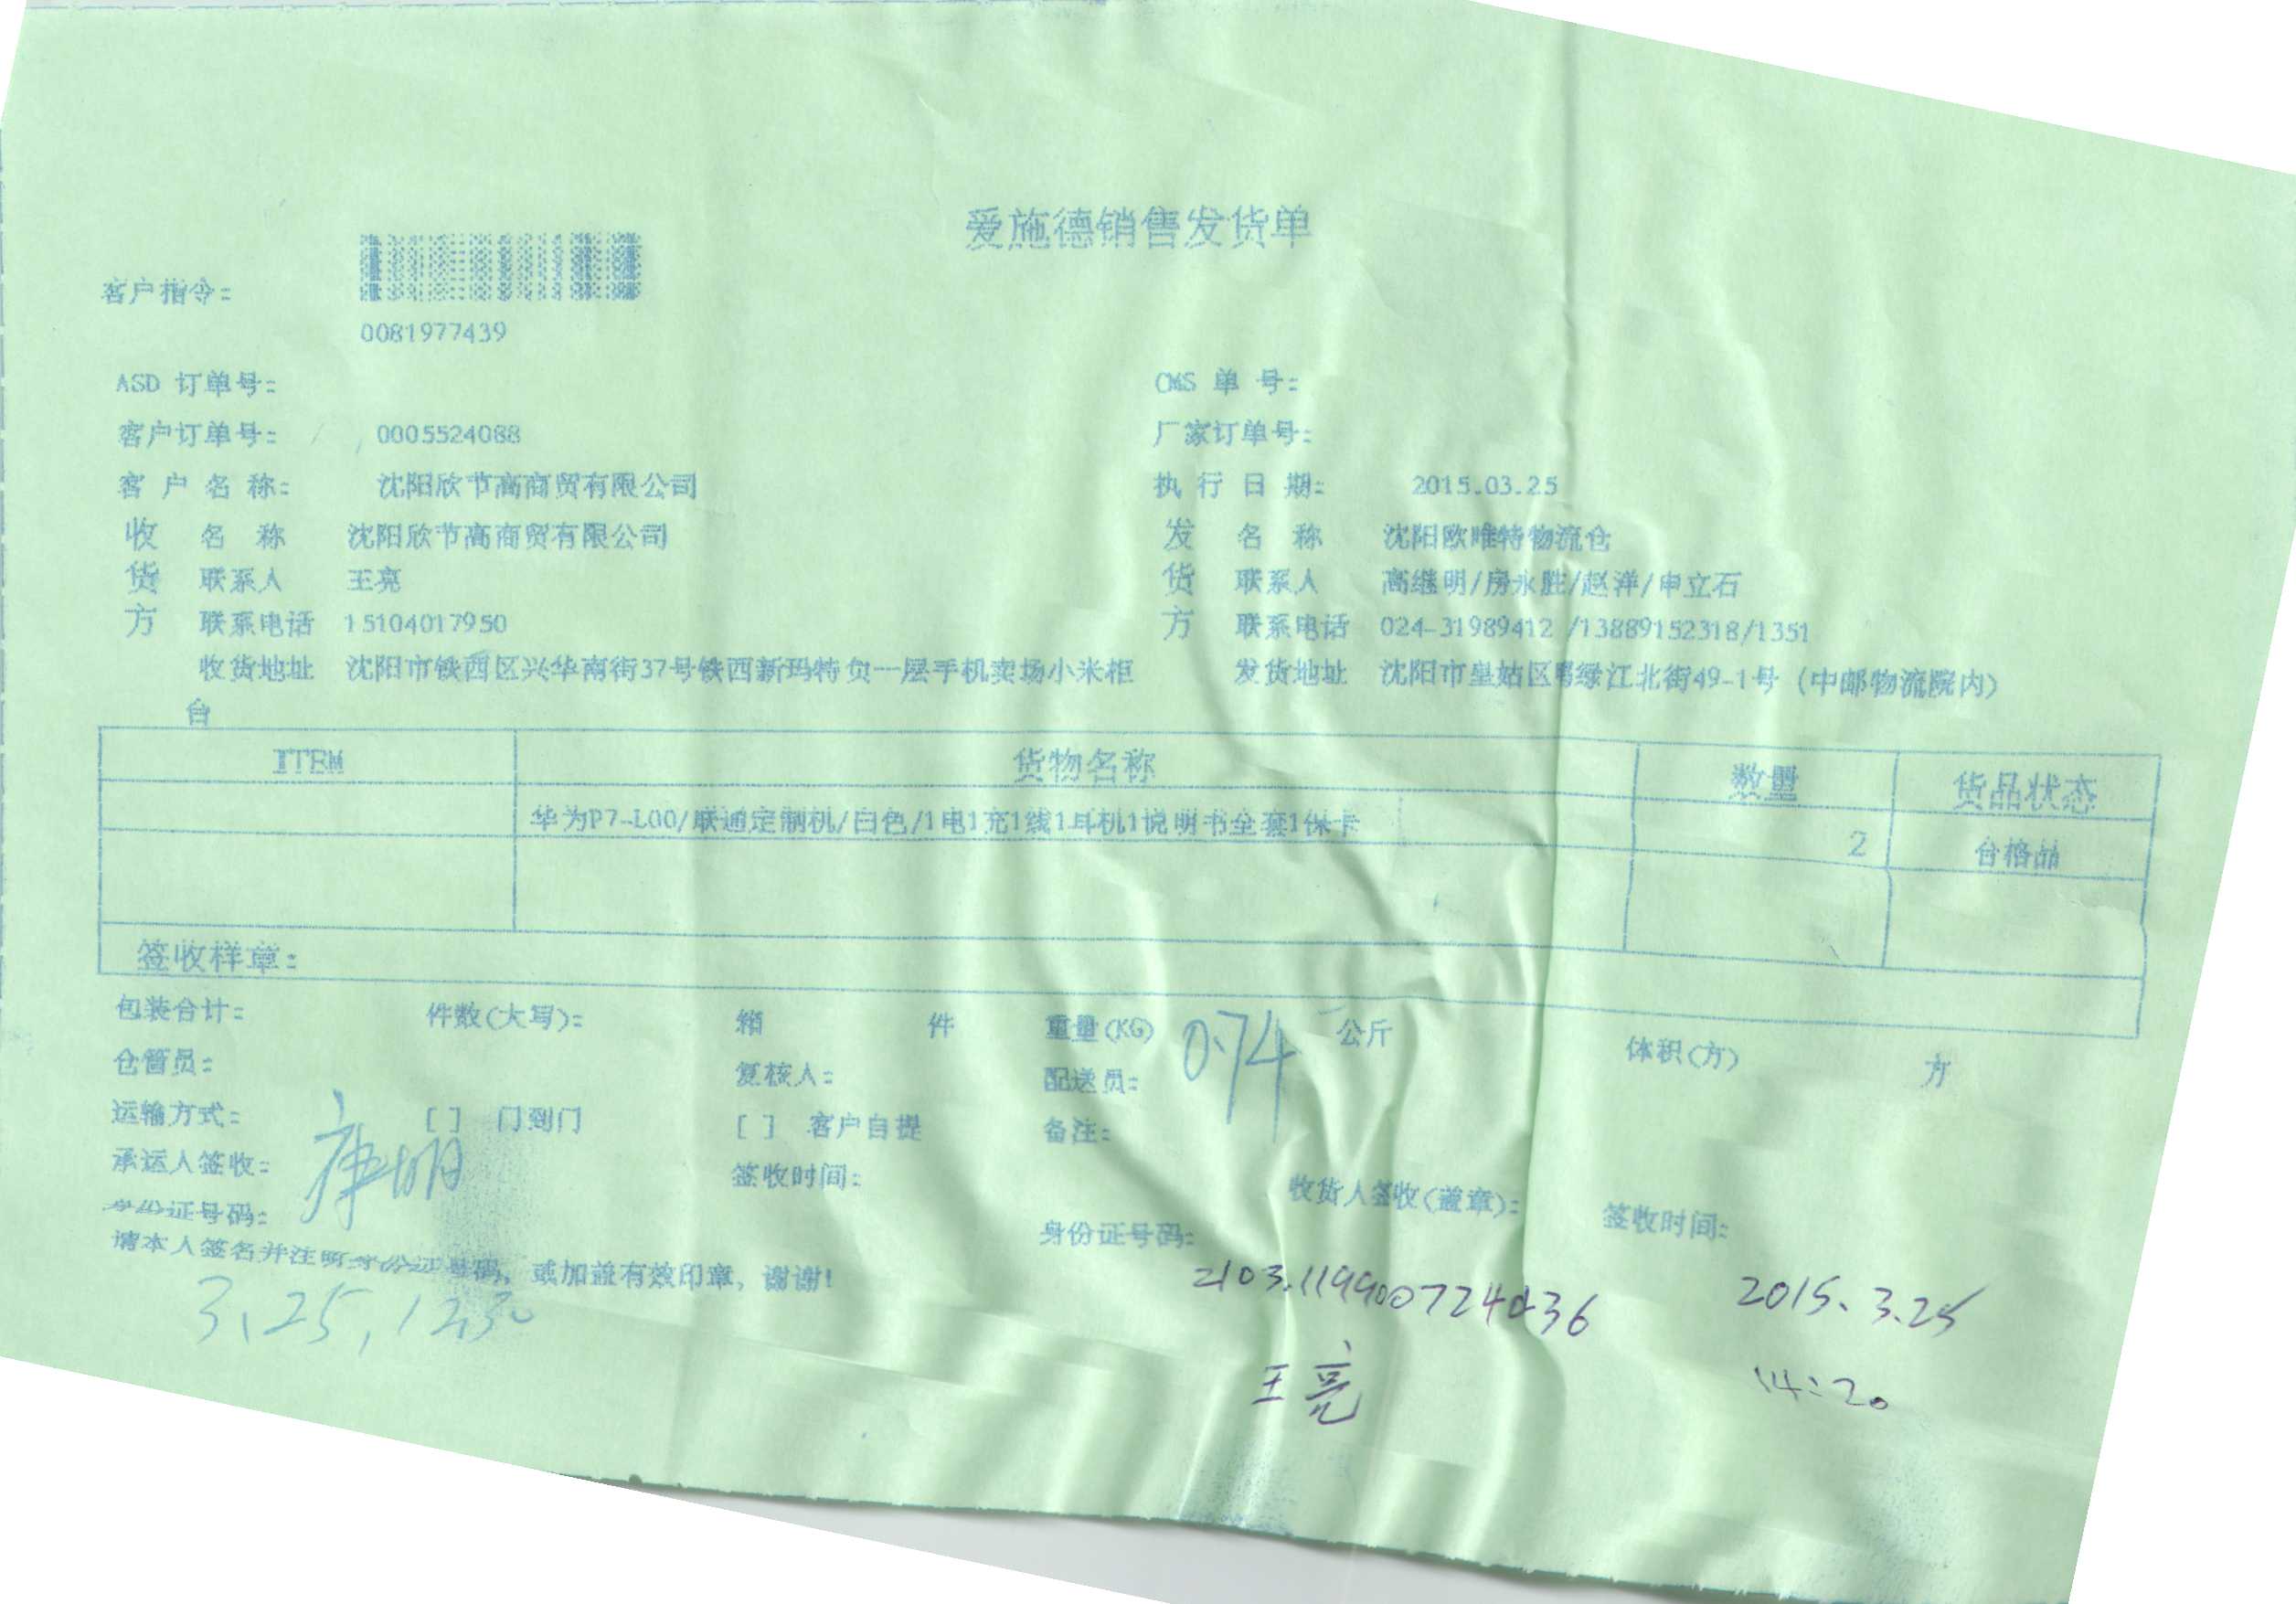 爱施德销售发货单
客户指令:
0081977439
ASD 订单号: CMS 单 号:
客户订单号: 0005524088 厂家订单号:
客 户 名 称: 沈阳欣节高商贸有限公司 执 行 日 期: 2015.03.25
收 名 称 沈阳欣节高商贸有限公司 发 名 称 沈阳欧唯特物流仓
货 联系人 王亮 货 联系人 高继明/房永胜/赵洋/申立石
方 联系电话 15104017950 方 联系电话 024-31989412 /13889152318/1351
收货地址 沈阳市铁西区兴华南街37号铁西新玛特负一层手机卖场小米柜 发货地址 沈阳市皇姑区鸭绿江北街49-1号 (中邮物流院内)
台
ITEM 货物名称 数量 货品状态
华为P7-L00/联通定制机/白色/1电1充1线1耳机1说明书全套1保卡 2 合格品
签收样章:
包装合计: 件数(大写): 箱 件 重量(KG) 0.74 公斤 体积(方) 方
仓管员: 复核人: 配送员:
运输方式: [ ] 门到门 [ ] 客户自提 备注:
承运人签收: 签收时间: 收货人签收(盖章): 签收时间:
身份证号码: 身份证号码:
请本人签名并注明身份证号码, 或加盖有效印章, 谢谢! 2015.3.25
3,25,1230
王亮 14:20